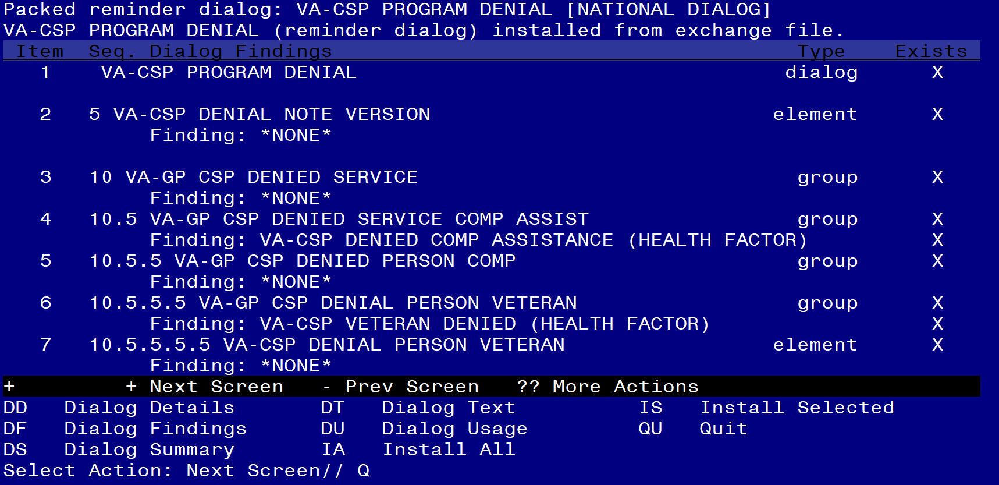 Packed reminder dialog: VA-CSP PROGRAM DENIAL [NATIONAL DIALOG]
VA-CSP PROGRAM DENIAL (reminder dialog) installed from exchange file.
Item  Seq. Dialog Findings  Type  Exists
1  VA-CSP PROGRAM DENIAL  dialog  X
2  5 VA-CSP DENIAL NOTE VERSION  element  X
Finding: *NONE*
3  10 VA-GP CSP DENIED SERVICE  group  X
Finding: *NONE*
4  10.5 VA-GP CSP DENIED SERVICE COMP ASSIST  group  X
Finding: VA-CSP DENIED COMP ASSISTANCE (HEALTH FACTOR)  X
5  10.5.5 VA-GP CSP DENIED PERSON COMP  group  X
Finding: *NONE*
6  10.5.5.5 VA-GP CSP DENIAL PERSON VETERAN  group  X
Finding: VA-CSP VETERAN DENIED (HEALTH FACTOR)  X
7  10.5.5.5.5 VA-CSP DENIAL PERSON VETERAN  element  X
Finding: *NONE*
+  + Next Screen  - Prev Screen  ?? More Actions
DD  Dialog Details  DT  Dialog Text  IS  Install Selected
DF  Dialog Findings  DU  Dialog Usage  QU  Quit
DS  Dialog Summary  IA  Install All
Select Action: Next Screen// Q